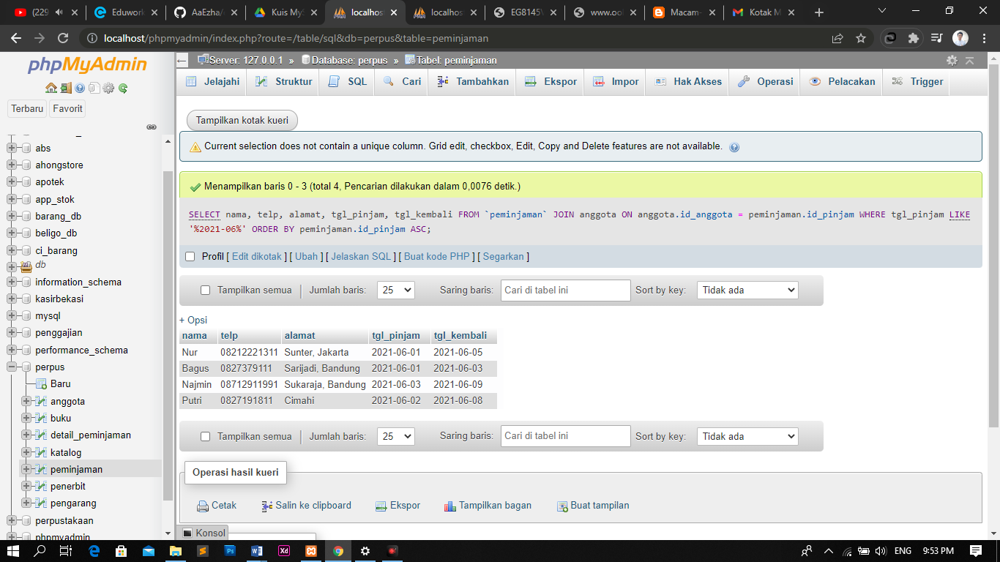 (229
Eduwork
AaEzha/
Kuis MyS
localhos
localhos
EG8145V
www.oo
Macam-
Kotak M
localhost/phpmyadmin/index.php?route=/table/sql&db=perpus&table=peminjaman
phpMyAdmin
Terbaru
Favorit
abs
ahongstore
apotek
app_stok
barang_db
beligo_db
ci_barang
db
information_schema
kasirbekasi
mysql
penggajian
performance_schema
perpus
Baru
anggota
buku
detail_peminjaman
katalog
peminjaman
penerbit
pengarang
perpustakaan
phpmyadmin
Server: 127.0.0.1 » Database: perpus » Tabel: peminjaman
Jelajahi Struktur SQL Cari Tambahkan Ekspor Impor Hak Akses Operasi Pelacakan Trigger
Tampilkan kotak kueri
Current selection does not contain a unique column. Grid edit, checkbox, Edit, Copy and Delete features are not available.
Menampilkan baris 0 - 3 (total 4, Pencarian dilakukan dalam 0,0076 detik.)
SELECT nama, telp, alamat, tgl_pinjam, tgl_kembali FROM `peminjaman` JOIN anggota ON anggota.id_anggota = peminjaman.id_pinjam WHERE tgl_pinjam LIKE
'%2021-06%' ORDER BY peminjaman.id_pinjam ASC;
Profil [ Edit dikotak ] [ Ubah ] [ Jelaskan SQL ] [ Buat kode PHP ] [ Segarkan ]
Tampilkan semua | Jumlah baris: 25 Saring baris: Cari di tabel ini Sort by key: Tidak ada
+ Opsi
nama telp alamat tgl_pinjam tgl_kembali
Nur 08212221311 Sunter, Jakarta 2021-06-01 2021-06-05
Bagus 0827379111 Sarijadi, Bandung 2021-06-01 2021-06-03
Najmin 08712911991 Sukaraja, Bandung 2021-06-03 2021-06-09
Putri 0827191811 Cimahi 2021-06-02 2021-06-08
Tampilkan semua | Jumlah baris: 25 Saring baris: Cari di tabel ini Sort by key: Tidak ada
Operasi hasil kueri
Cetak Salin ke clipboard Ekspor Tampilkan bagan Buat tampilan
Konsol
ENG 9:53 PM